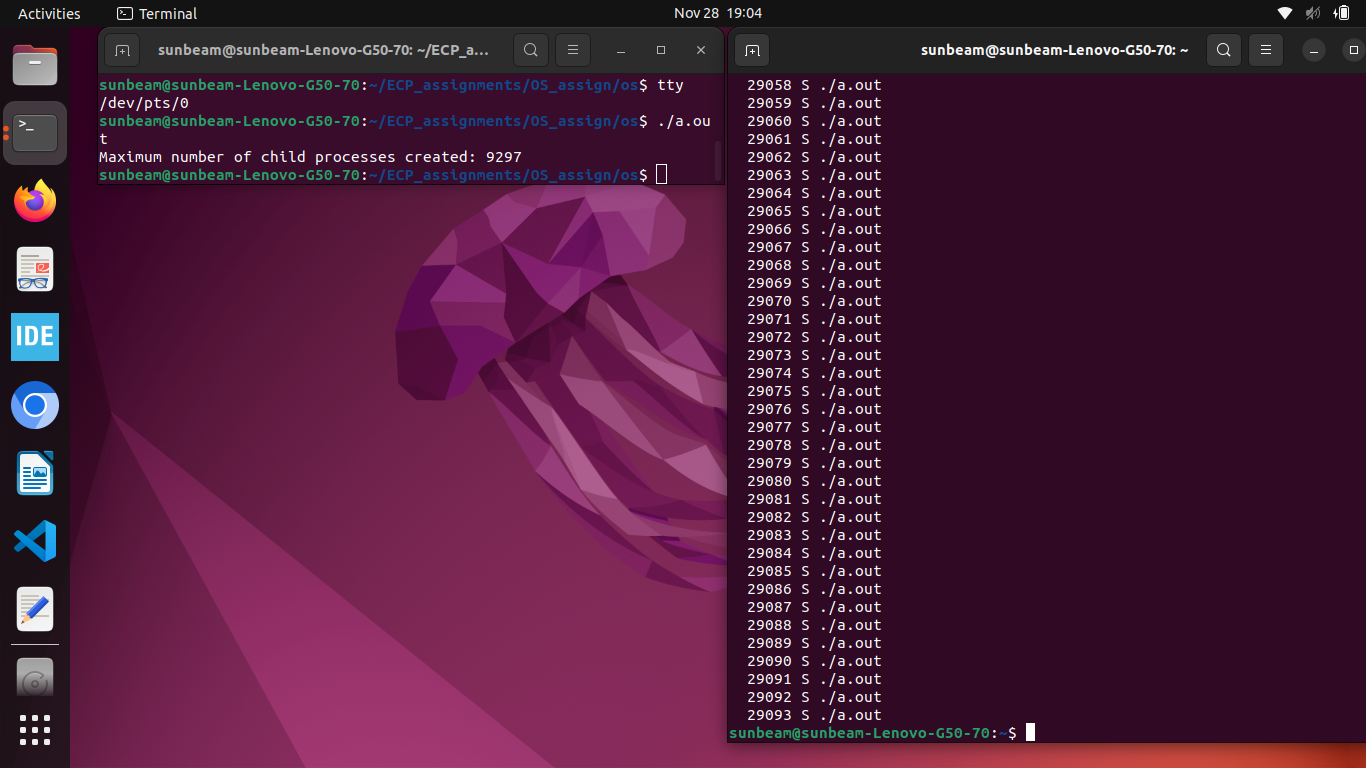 Activities
Terminal
Nov 28 19:04
sunbeam@sunbeam-Lenovo-G50-70: ~/ECP_a...
sunbeam@sunbeam-Lenovo-G50-70:~/ECP_assignments/OS_assign/os$ tty
/dev/pts/0
sunbeam@sunbeam-Lenovo-G50-70:~/ECP_assignments/OS_assign/os$ ./a.ou
t
Maximum number of child processes created: 9297
sunbeam@sunbeam-Lenovo-G50-70:~/ECP_assignments/OS_assign/os$
>_
IDE
sunbeam@sunbeam-Lenovo-G50-70: ~
29058 S ./a.out
29059 S ./a.out
29060 S ./a.out
29061 S ./a.out
29062 S ./a.out
29063 S ./a.out
29064 S ./a.out
29065 S ./a.out
29066 S ./a.out
29067 S ./a.out
29068 S ./a.out
29069 S ./a.out
29070 S ./a.out
29071 S ./a.out
29072 S ./a.out
29073 S ./a.out
29074 S ./a.out
29075 S ./a.out
29076 S ./a.out
29077 S ./a.out
29078 S ./a.out
29079 S ./a.out
29080 S ./a.out
29081 S ./a.out
29082 S ./a.out
29083 S ./a.out
29084 S ./a.out
29085 S ./a.out
29086 S ./a.out
29087 S ./a.out
29088 S ./a.out
29089 S ./a.out
29090 S ./a.out
29091 S ./a.out
29092 S ./a.out
29093 S ./a.out
sunbeam@sunbeam-Lenovo-G50-70:~$